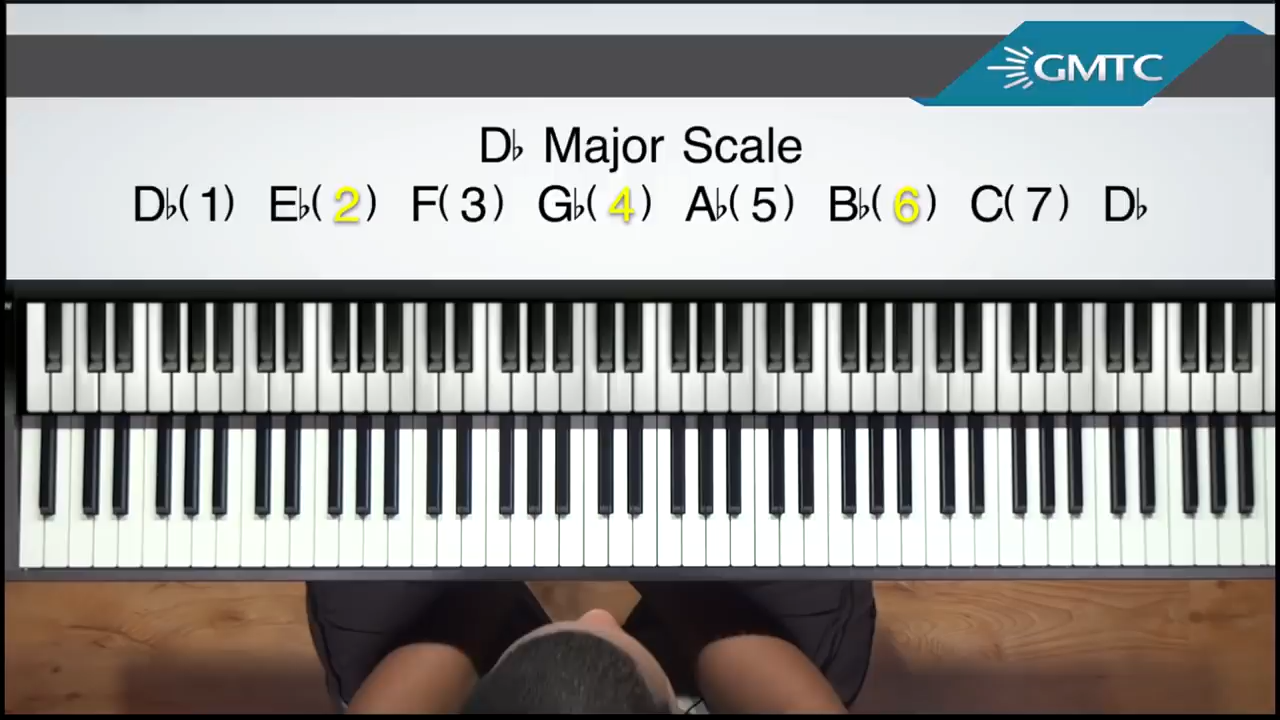 GMTC
D♭ Major Scale
D♭( 1 ) E♭( 2 ) F( 3 ) G♭( 4 ) A♭( 5 ) B♭( 6 ) C( 7 ) D♭